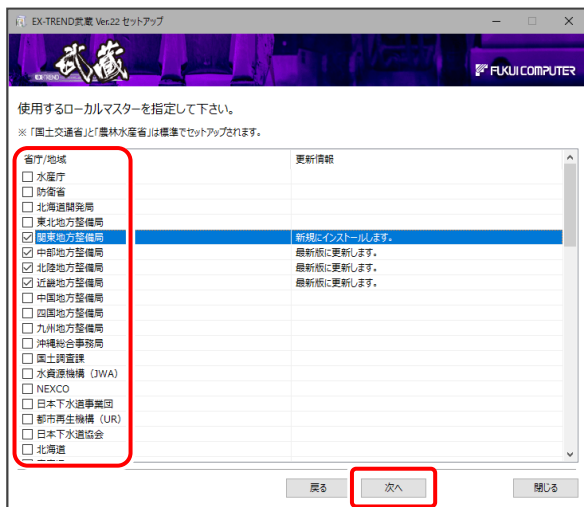 EX-TREND武蔵 Ver.22 セットアップ
EX-TREND 武蔵
FUKUI COMPUTER
使用するローカルマスターを指定して下さい。
※ 「国土交通省」と「農林水産省」は標準でセットアップされます。
省庁/地域 更新情報
水産庁
防衛省
北海道開発局
東北地方整備局
関東地方整備局 新規にインストールします。
中部地方整備局 最新版に更新します。
北陸地方整備局 最新版に更新します。
近畿地方整備局 最新版に更新します。
中国地方整備局
四国地方整備局
九州地方整備局
沖縄総合事務局
国土調査課
水資源機構（JWA）
NEXCO
日本下水道事業団
都市再生機構（UR）
日本下水道協会
北海道
戻る 次へ 閉じる